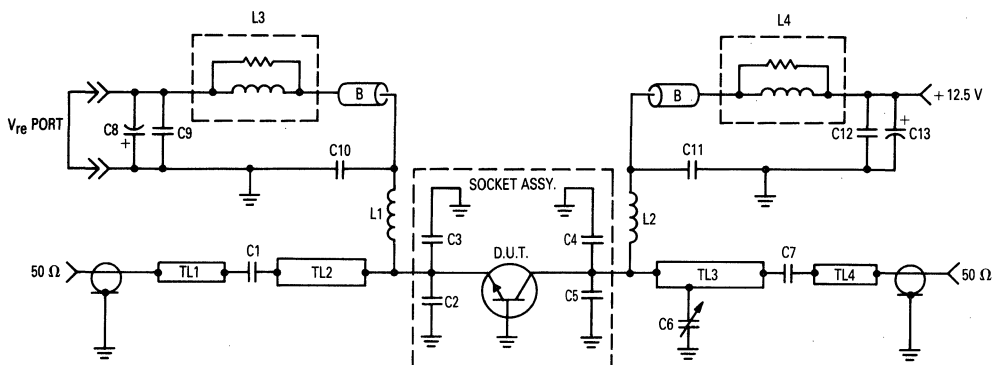 L3
L4
B
B
V_re PORT
C8
+
C9
C10
+ 12.5 V
C12
+
C13
C11
SOCKET ASSY.
L1
L2
C3
C4
D.U.T.
50 Ω
TL1
C1
TL2
C2
C5
TL3
C7
TL4
50 Ω
C6